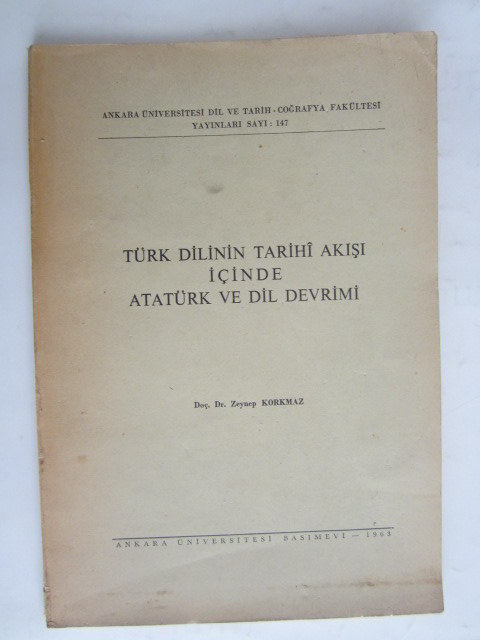 ANKARA ÜNİVERSİTESİ DİL VE TARİH - COĞRAFYA FAKÜLTESİ
YAYINLARI SAYI: 147
TÜRK DİLİNİN TARİHÎ AKIŞI
İÇİNDE
ATATÜRK VE DİL DEVRİMİ
Doç. Dr. Zeynep KORKMAZ
ANKARA ÜNİVERSİTESİ BASIMEVİ — 1963